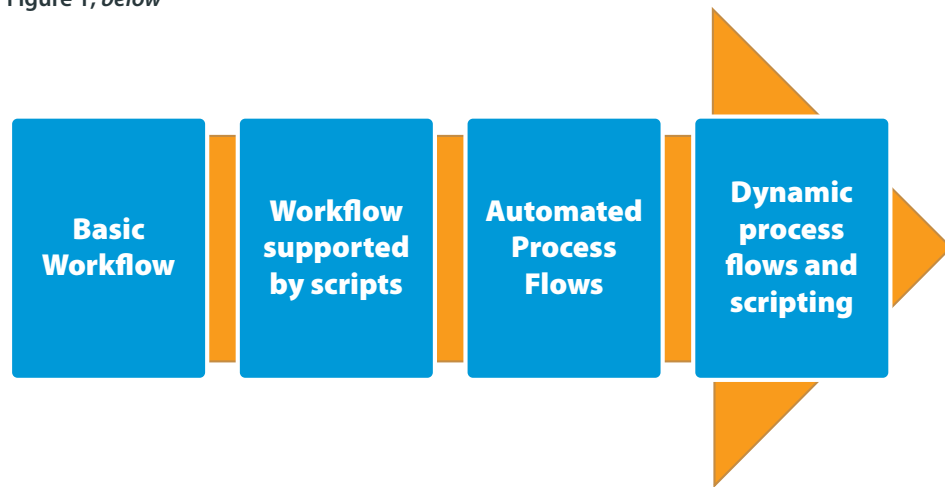 Figure 1, below
Basic
Workflow
Workflow
supported
by scripts
Automated
Process
Flows
Dynamic
process
flows and
scripting